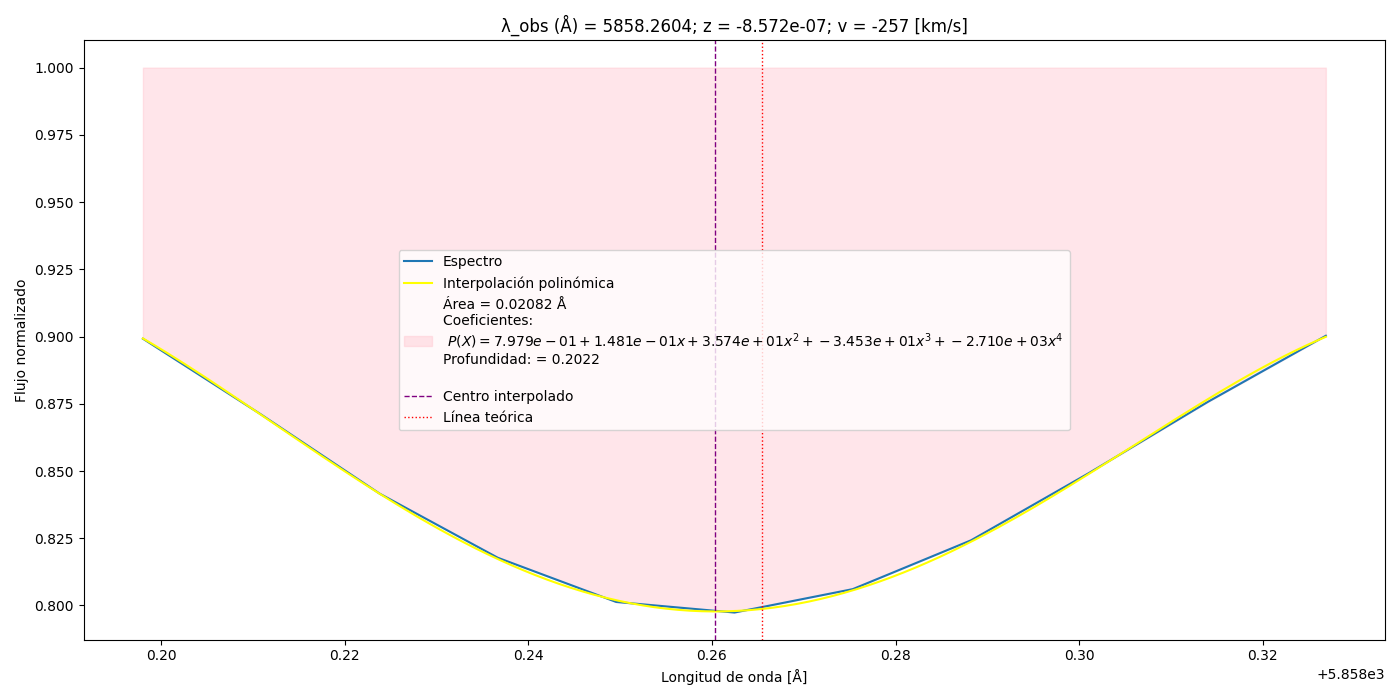 λ_obs (Å) = 5858.2604; z = -8.572e-07; v = -257 [km/s]
Flujo normalizado
1.000
0.975
0.950
0.925
0.900
0.875
0.850
0.825
0.800
Espectro
Interpolación polinómica
Área = 0.02082 Å
Coeficientes:
P(X) = 7.979e − 01 + 1.481e − 01x + 3.574e + 01x² + −3.453e + 01x³ + −2.710e + 03x⁴
Profundidad: = 0.2022
Centro interpolado
Línea teórica
0.20 0.22 0.24 0.26 0.28 0.30 0.32
+5.858e3
Longitud de onda [Å]